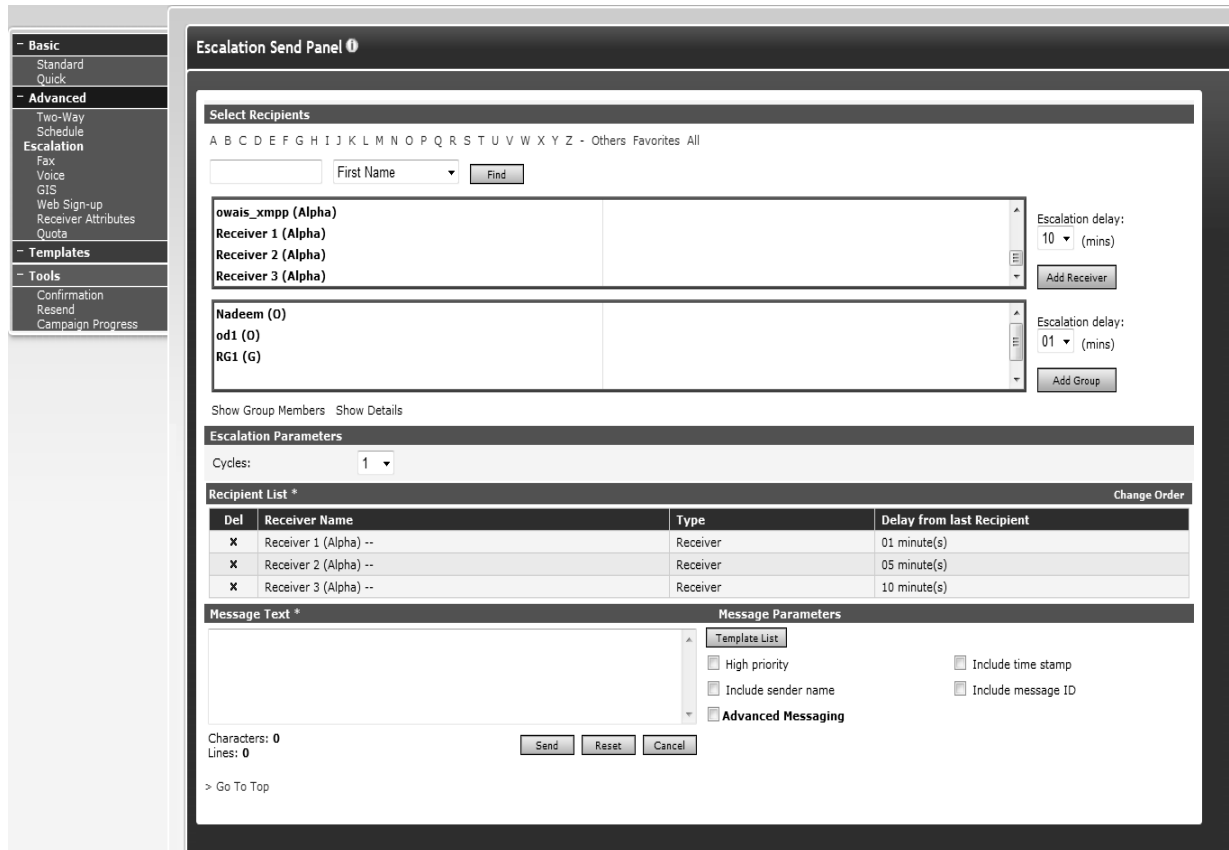 − Basic
Standard
Quick
− Advanced
Two-Way
Schedule
Escalation
Fax
Voice
GIS
Web Sign-up
Receiver Attributes
Quota
− Templates
− Tools
Confirmation
Resend
Campaign Progress
Escalation Send Panel
Select Recipients
A B C D E F G H I J K L M N O P Q R S T U V W X Y Z - Others Favorites All
First Name Find
owais_xmpp (Alpha)
Receiver 1 (Alpha)
Receiver 2 (Alpha)
Receiver 3 (Alpha)
Escalation delay:
10 (mins)
Add Receiver
Nadeem (O)
od1 (O)
RG1 (G)
Escalation delay:
01 (mins)
Add Group
Show Group Members Show Details
Escalation Parameters
Cycles: 1
Recipient List * Change Order
Del Receiver Name Type Delay from last Recipient
x Receiver 1 (Alpha) -- Receiver 01 minute(s)
x Receiver 2 (Alpha) -- Receiver 05 minute(s)
x Receiver 3 (Alpha) -- Receiver 10 minute(s)
Message Text * Message Parameters
Template List
High priority Include time stamp
Include sender name Include message ID
Advanced Messaging
Characters: 0
Lines: 0
Send Reset Cancel
> Go To Top